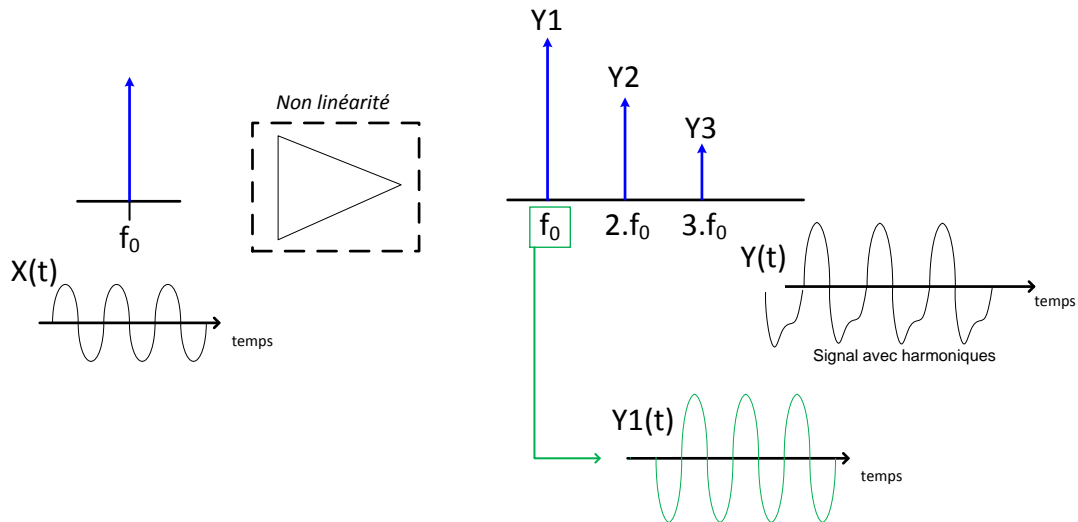 Y1
Y2
Non linéarité
Y3
f0
f0
2.f0
3.f0
X(t)
temps
Y(t)
temps
Signal avec harmoniques
Y1(t)
temps